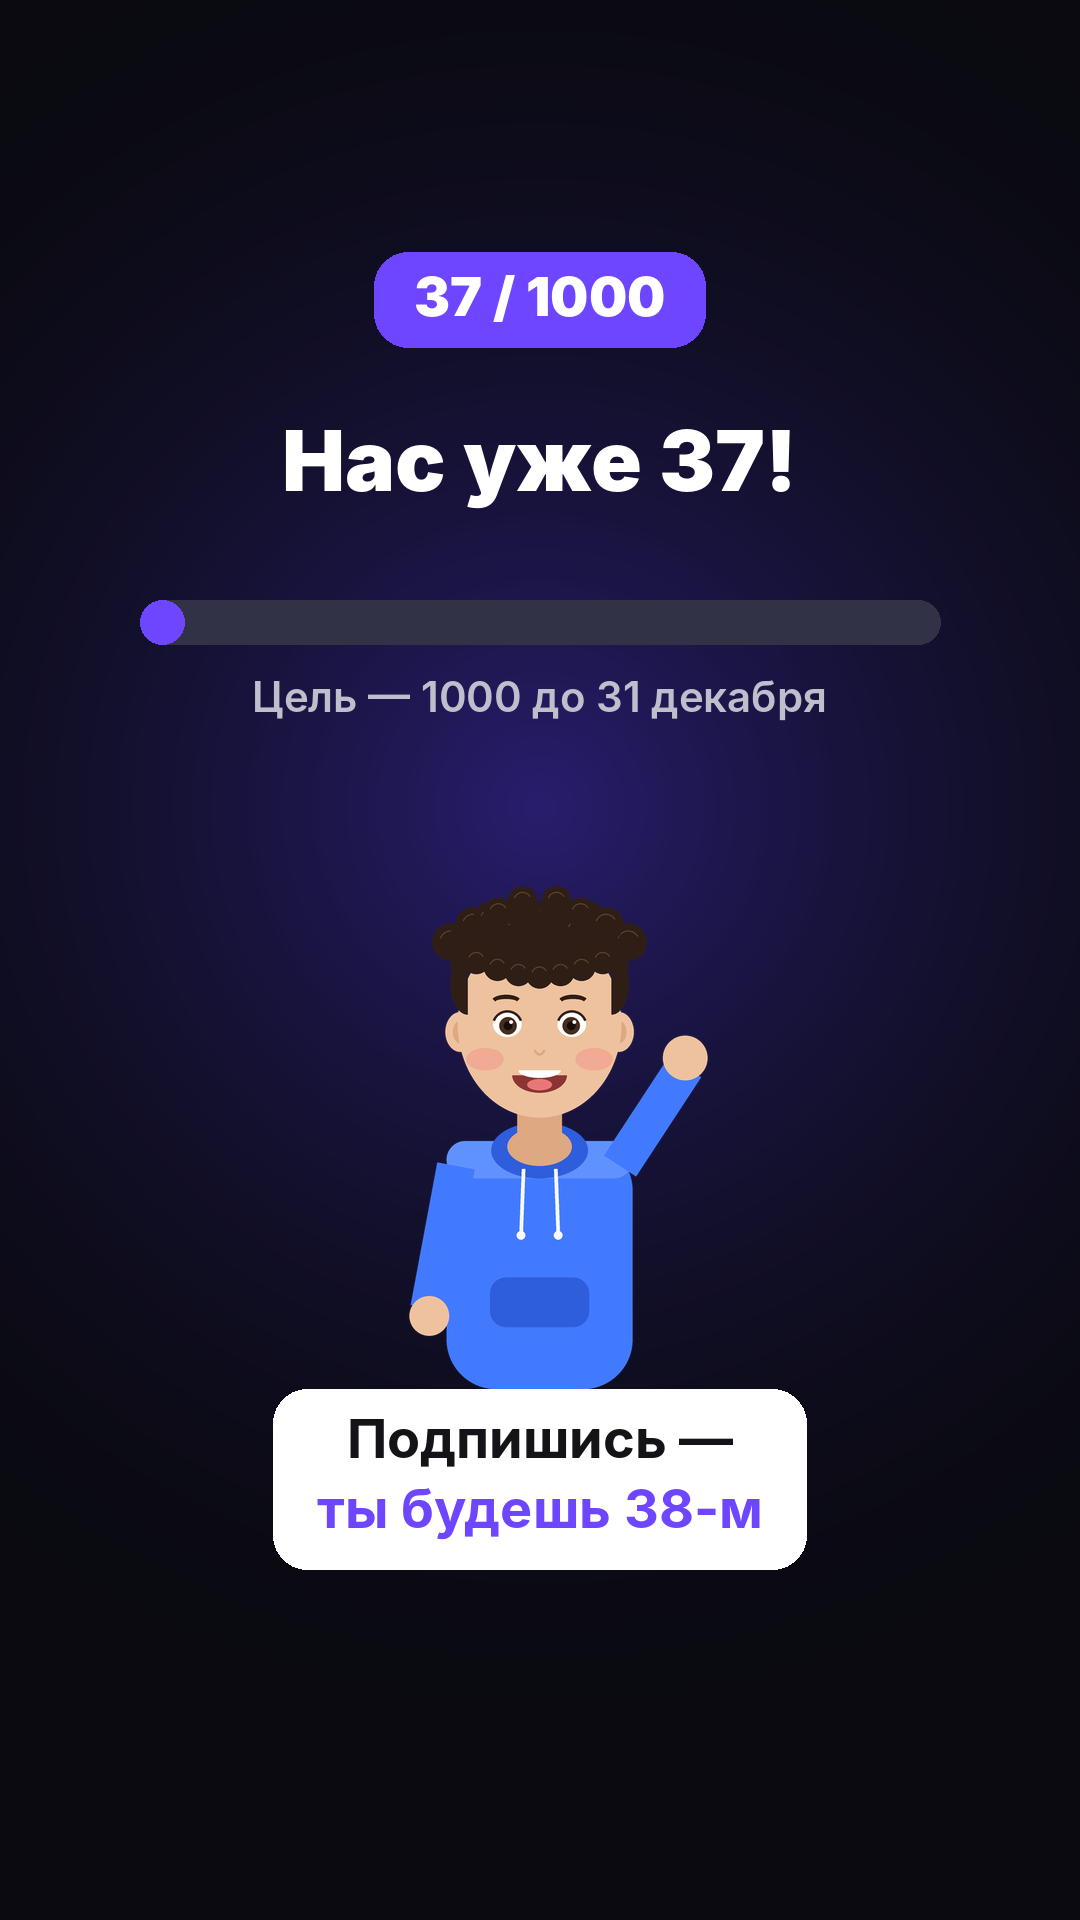 37 / 1000
Нас уже 37!
Цель — 1000 до 31 декабря
Подпишись —
ты будешь 38-м